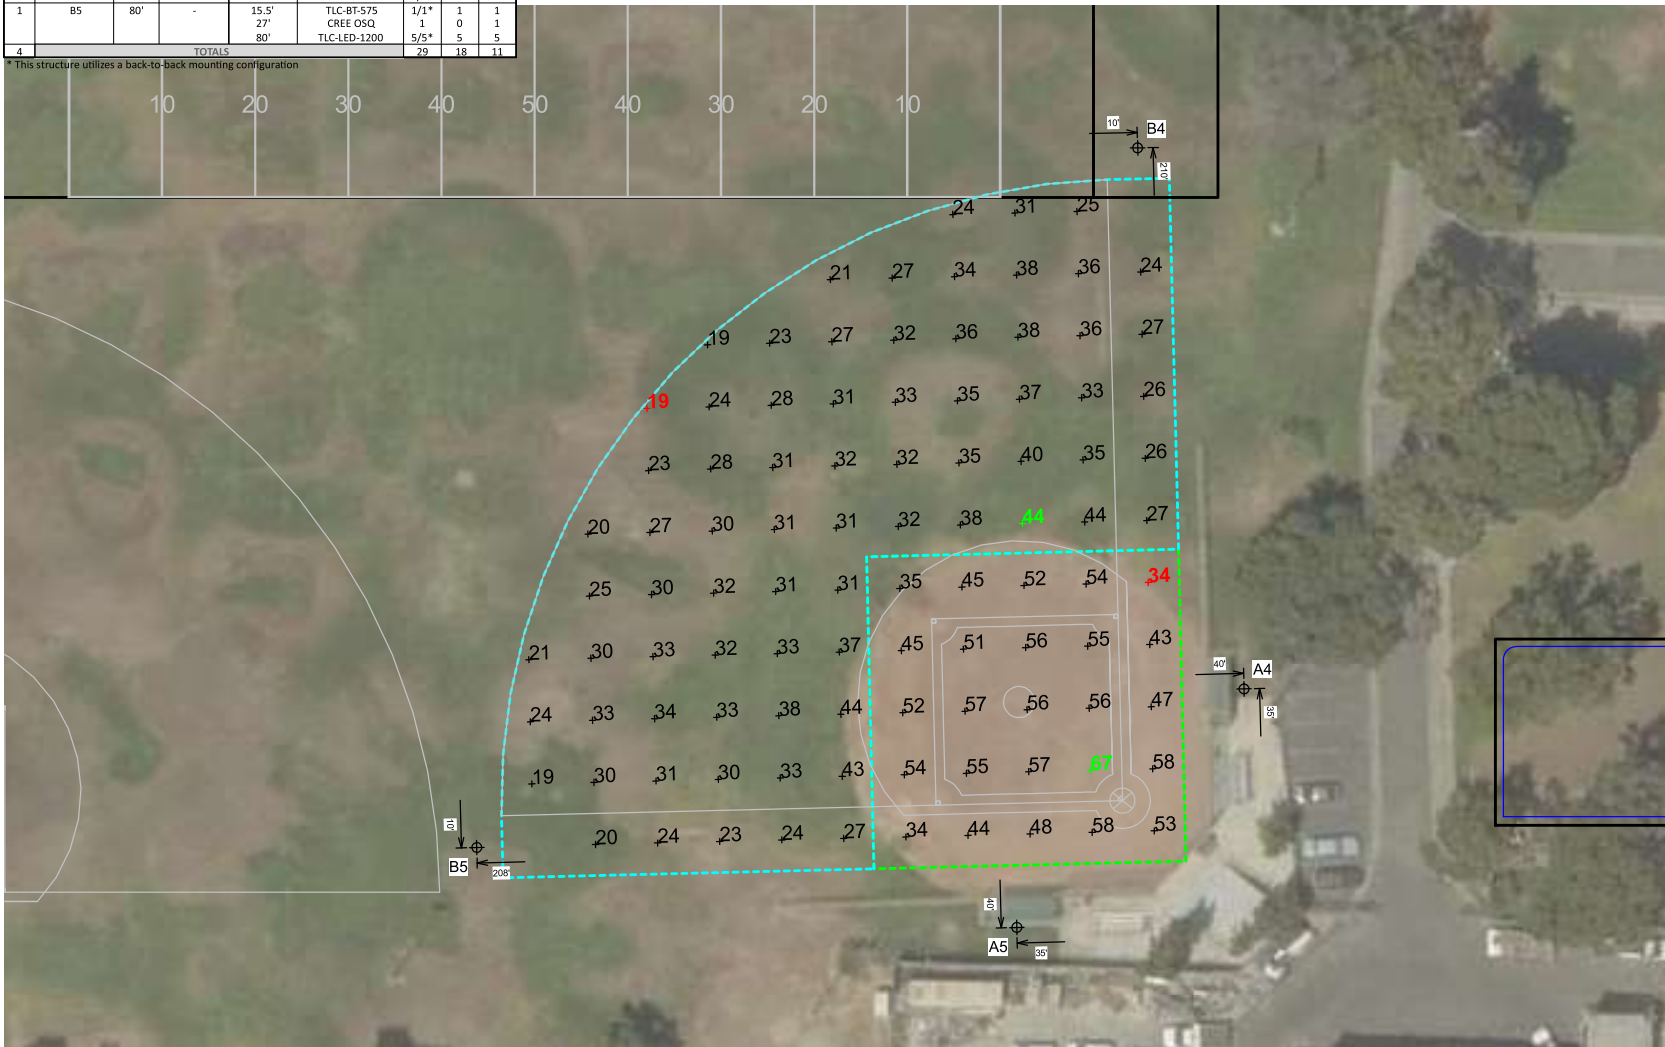 1 B5 80' - 15.5' TLC-BT-575 1/1* 1 1
27' CREE OSQ 1 0 1
80' TLC-LED-1200 5/5* 5 5
4 TOTALS 29 18 11
* This structure utilizes a back-to-back mounting configuration
10 20 30 40 50 40 30 20 10
10' B4
210'
24 31 25
21 27 34 38 36 24
19 23 27 32 36 38 36 27
19 24 28 31 33 35 37 33 26
23 28 31 32 32 35 40 35 26
20 27 30 31 31 32 38 44 44 27
25 30 32 31 31 35 45 52 54 34
21 30 33 32 33 37 45 51 56 55 43
40' A4
35'
24 33 34 33 38 44 52 57 56 56 47
19 30 31 30 33 43 54 55 57 67 58
10'
20 24 23 24 27 34 44 48 58 53
B5 208'
40'
A5 35'